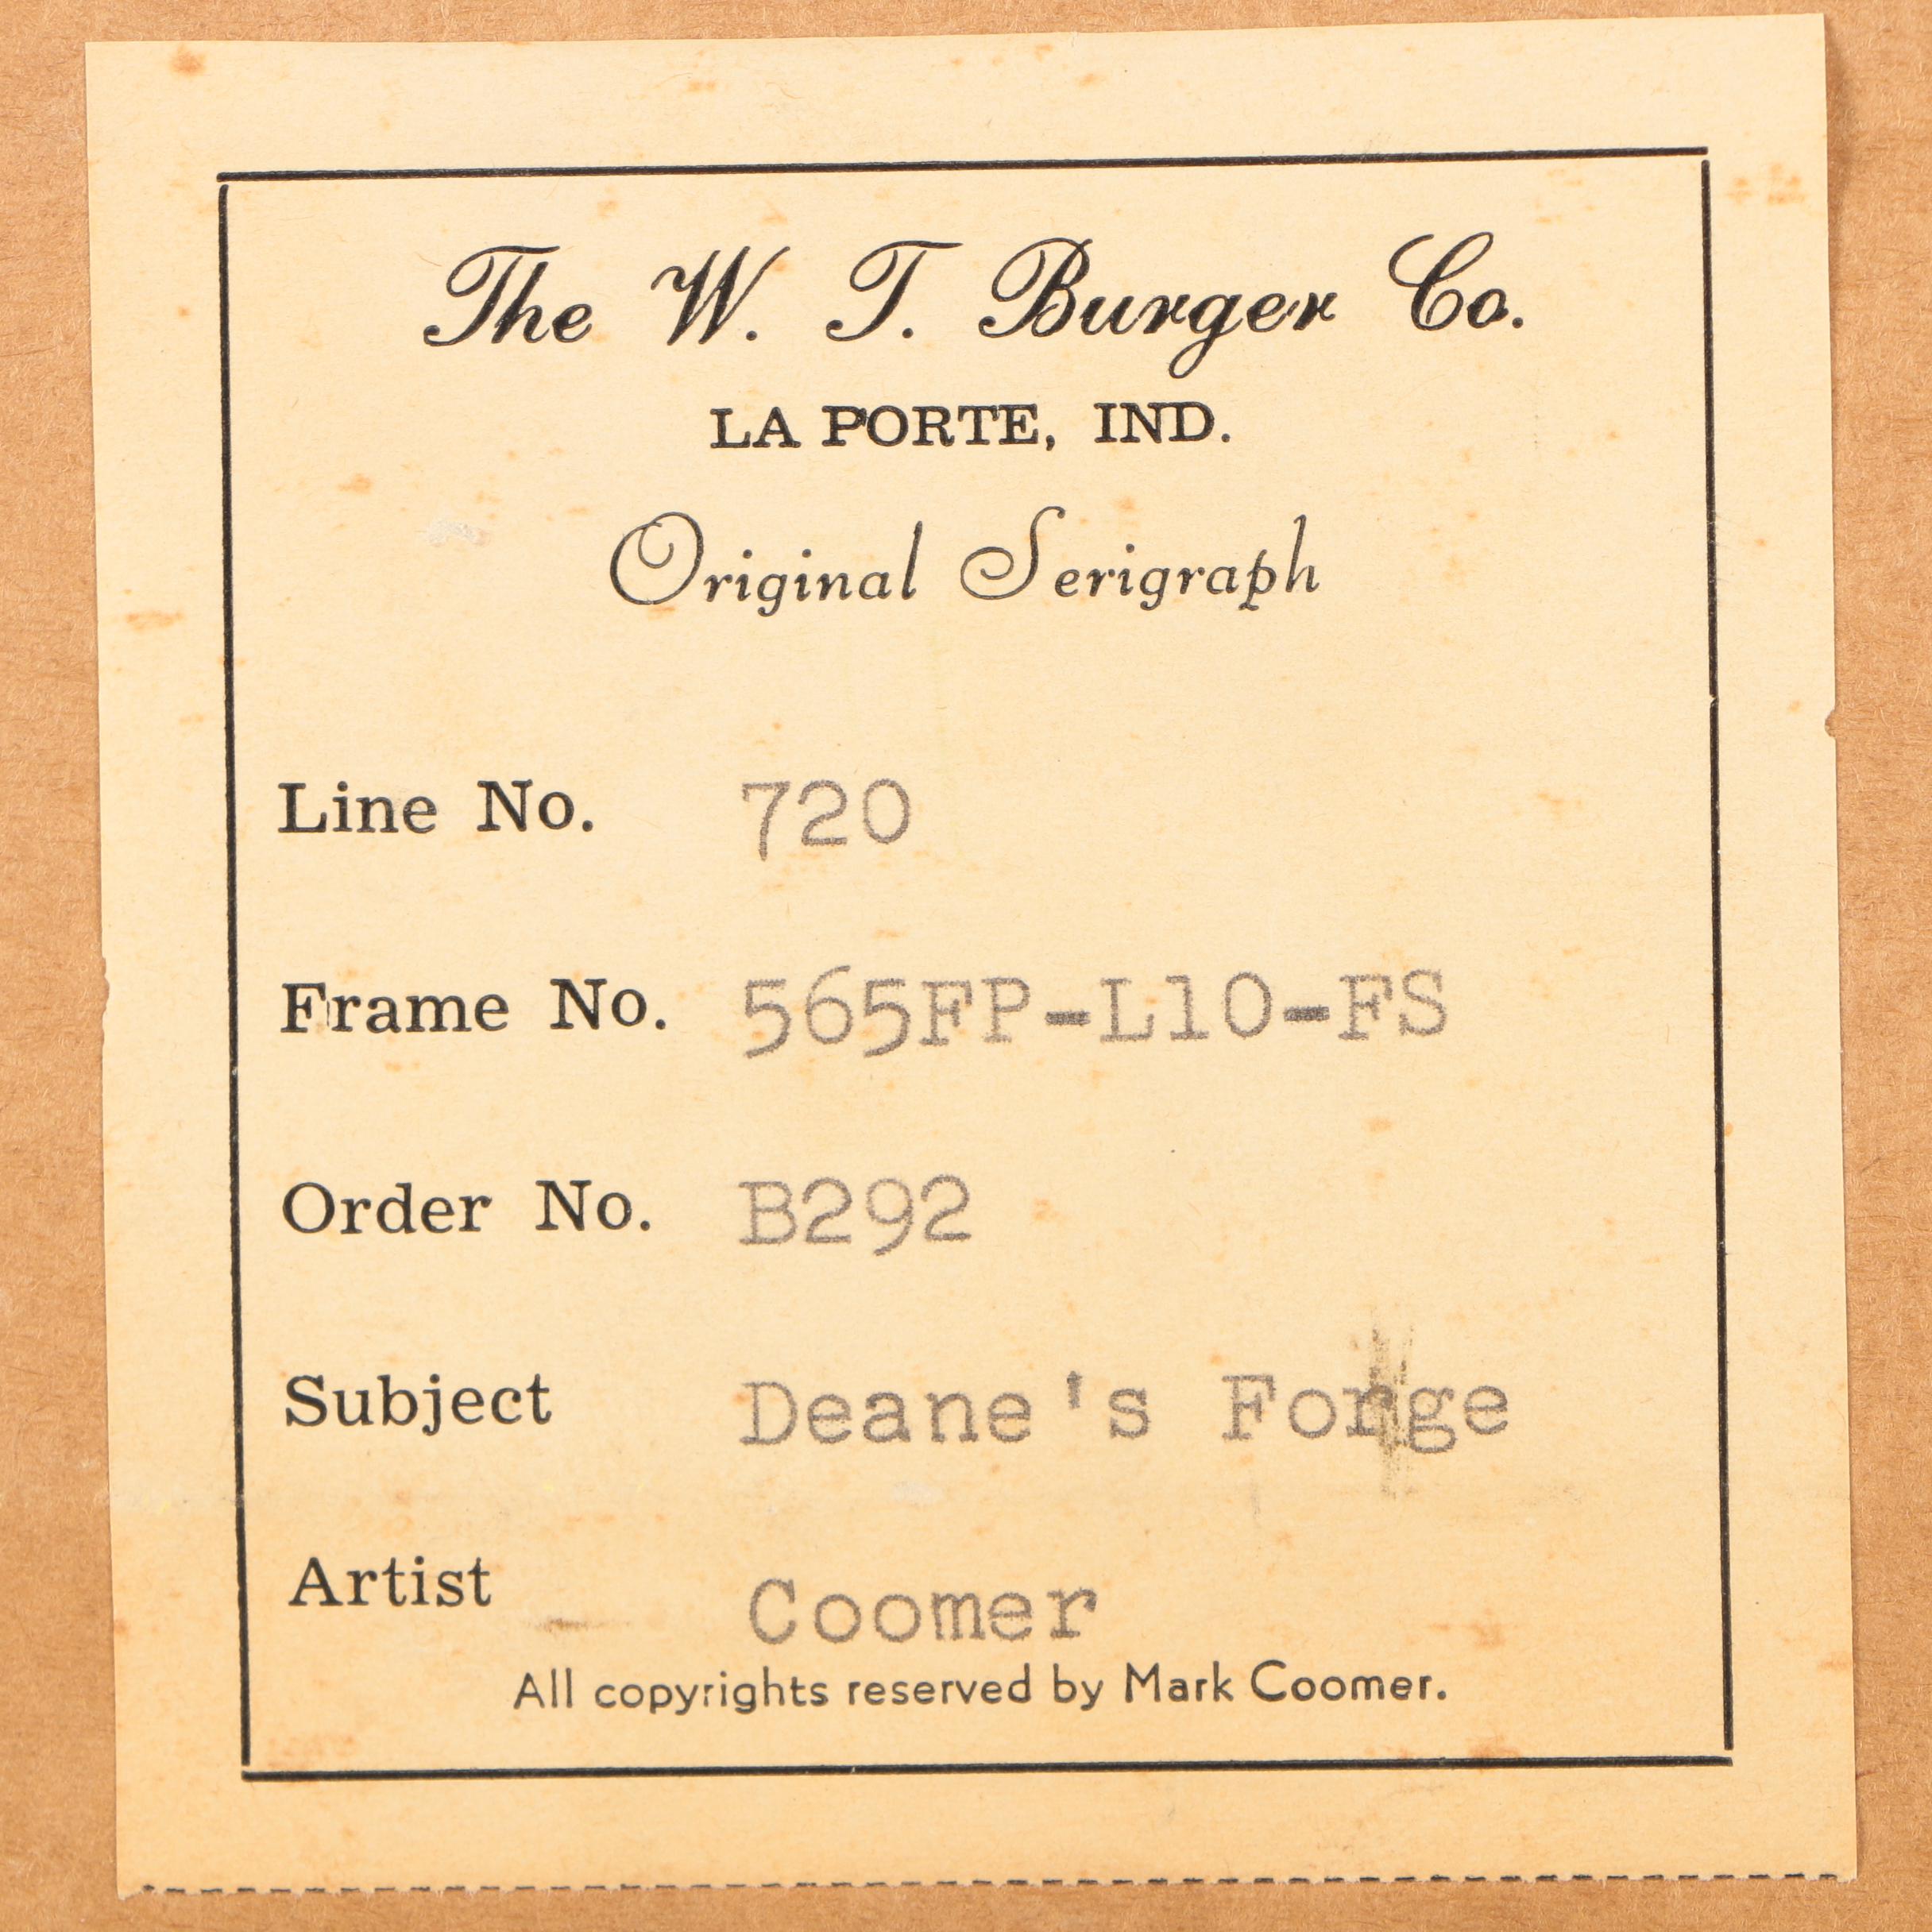 The W. T. Burger Co.
LA PORTE, IND.
Original Serigraph
Line No. 720
Frame No. 565FP-L10-FS
Order No. B292
Subject Deane's Forge
Artist Coomer
All copyrights reserved by Mark Coomer.